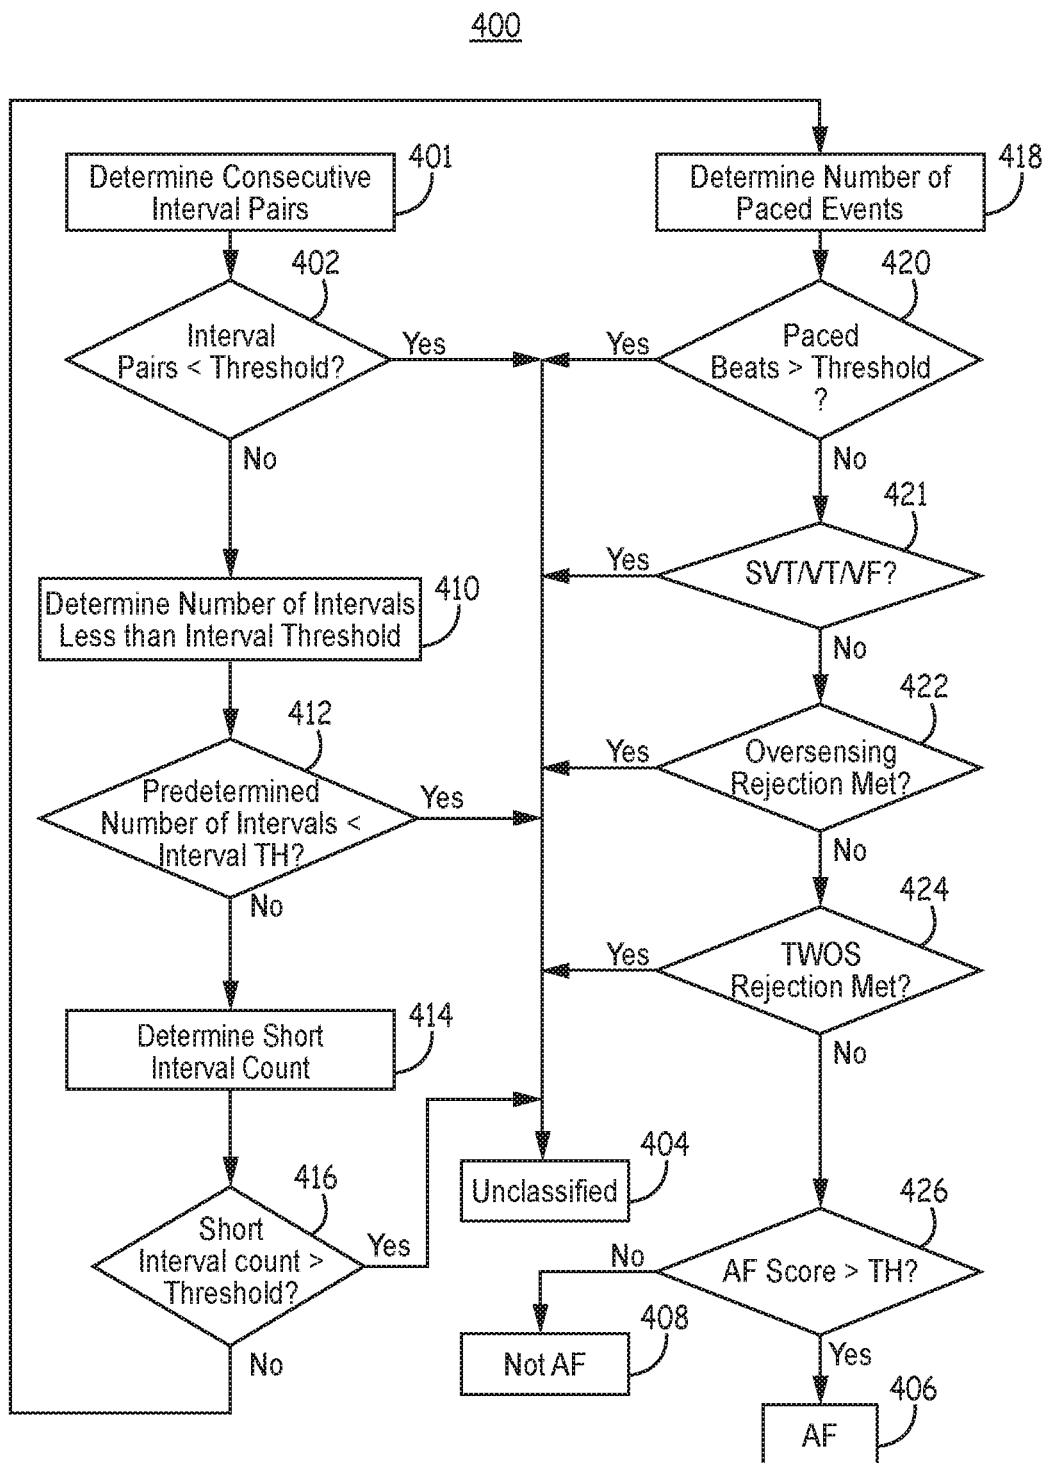 400
401
Determine Consecutive
Interval Pairs
402
Interval
Pairs < Threshold?
Yes
No
Determine Number of Intervals
Less than Interval Threshold
410
412
Predetermined
Number of Intervals <
Interval TH?
Yes
No
Determine Short
Interval Count
414
416
Short
Interval count >
Threshold?
Yes
No
418
Determine Number of
Paced Events
420
Paced
Beats > Threshold
?
Yes
No
421
SVT/VT/VF?
Yes
No
422
Oversensing
Rejection Met?
Yes
No
424
TWOS
Rejection Met?
Yes
No
404
Unclassified
426
AF Score > TH?
No
Yes
408
Not AF
406
AF